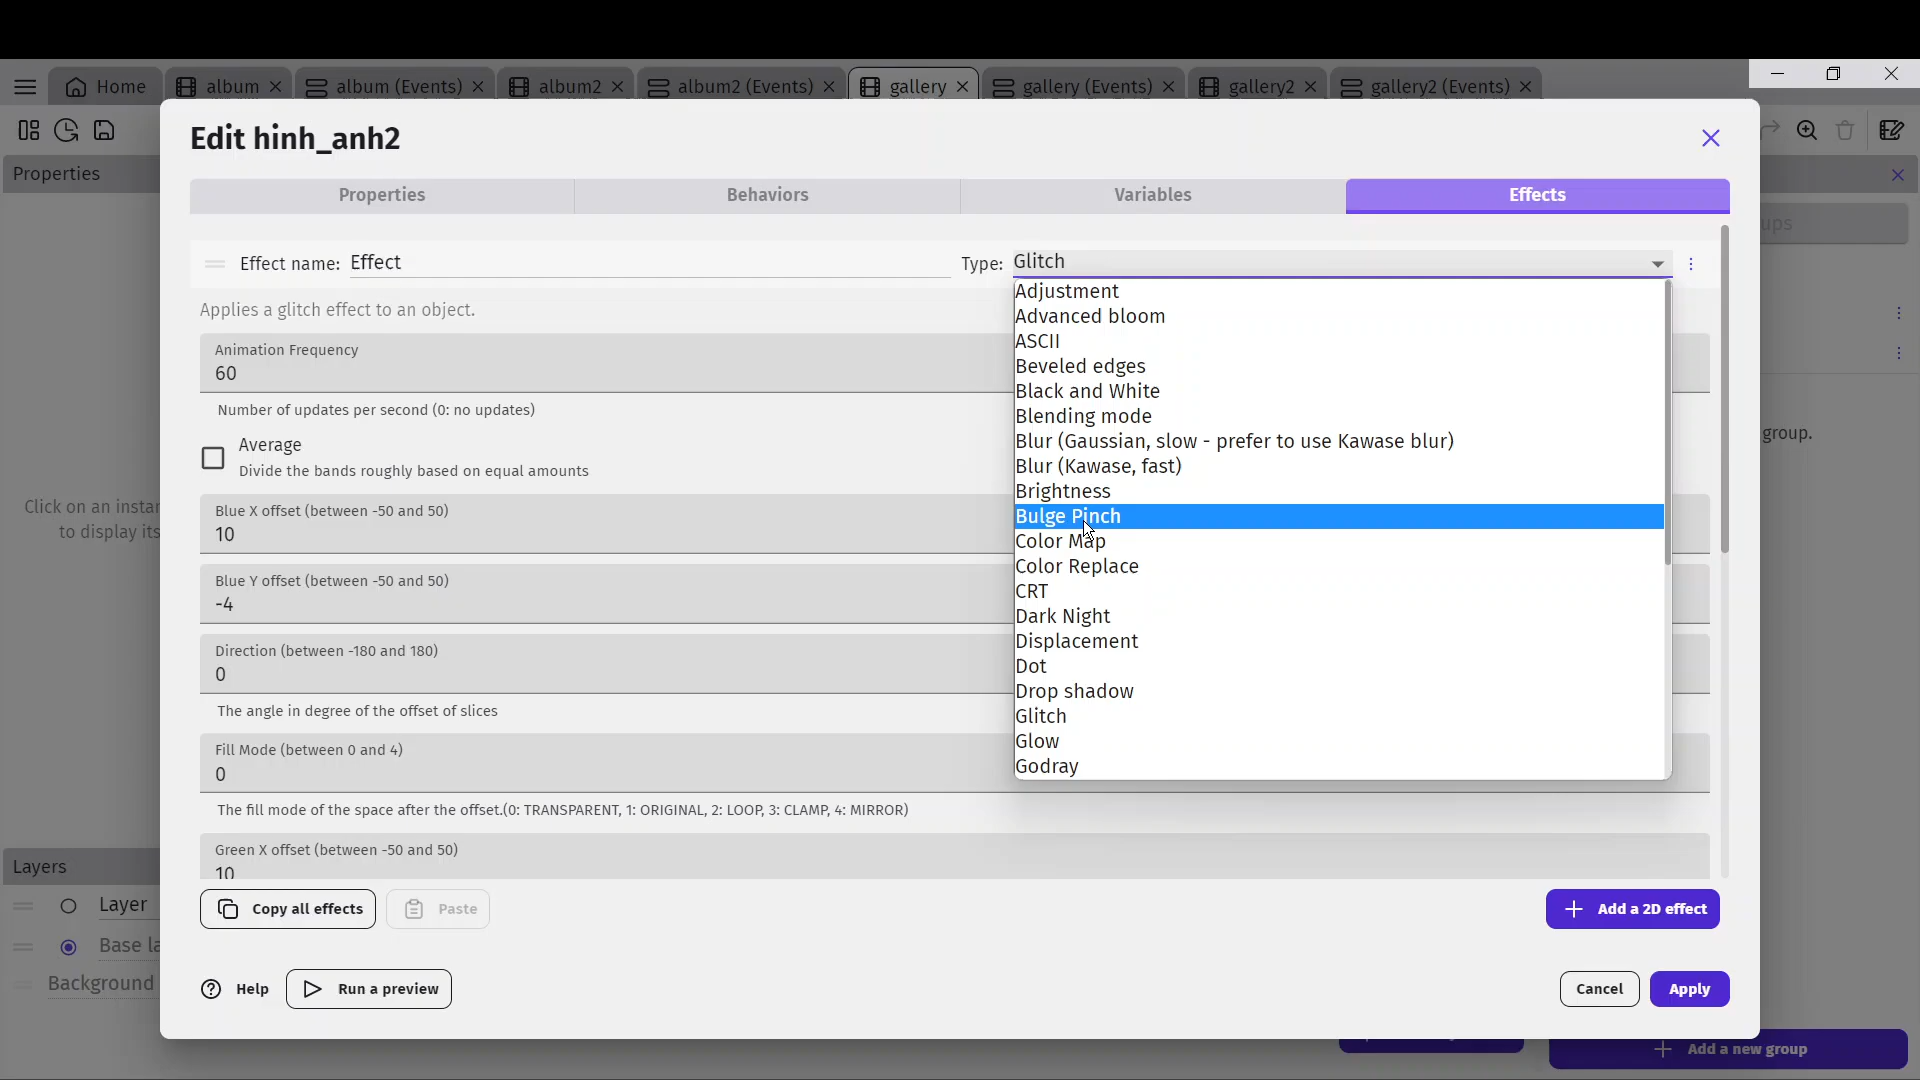 Home
album
album (Events)
album2
album2 (Events)
gallery
gallery (Events)
gallery2
gallery2 (Events)
Edit hinh_anh2
Properties
Properties
Behaviors
Variables
Effects
Effect name: Effect
Type: Glitch
Applies a glitch effect to an object.
Animation Frequency
60
Number of updates per second (0: no updates)
Average
Divide the bands roughly based on equal amounts
Blue X offset (between -50 and 50)
10
Blue Y offset (between -50 and 50)
-4
Direction (between -180 and 180)
0
The angle in degree of the offset of slices
Fill Mode (between 0 and 4)
0
The fill mode of the space after the offset.(0: TRANSPARENT, 1: ORIGINAL, 2: LOOP, 3: CLAMP, 4: MIRROR)
Green X offset (between -50 and 50)
10
Adjustment
Advanced bloom
ASCII
Beveled edges
Black and White
Blending mode
Blur (Gaussian, slow - prefer to use Kawase blur)
Blur (Kawase, fast)
Brightness
Bulge Pinch
Color Map
Color Replace
CRT
Dark Night
Displacement
Dot
Drop shadow
Glitch
Glow
Godray
Click on an
to display
group.
Layers
Layer
Base
Background
Copy all effects
Paste
Add a 2D effect
Help
Run a preview
Cancel
Apply
Add a new group